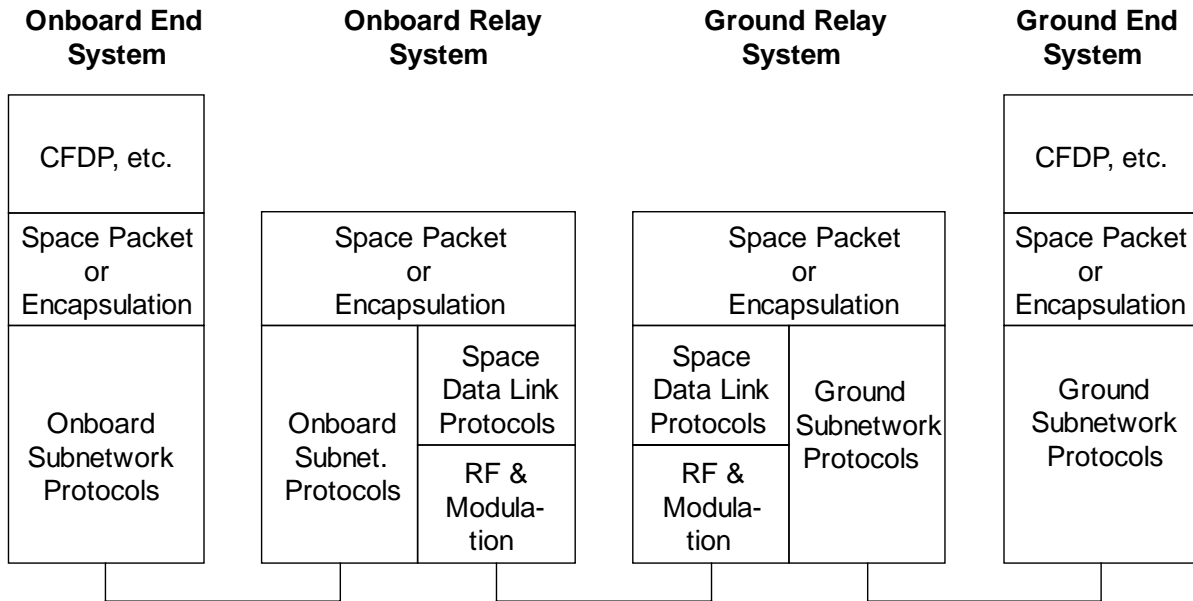 Onboard End
System
Onboard Relay
System
Ground Relay
System
Ground End
System
CFDP, etc.
Space Packet
or
Encapsulation
Onboard
Subnetwork
Protocols
Space Packet
or
Encapsulation
Onboard
Subnet.
Protocols
Space
Data Link
Protocols
RF &
Modula-
tion
Space Packet
or
Encapsulation
Space
Data Link
Protocols
RF &
Modula-
tion
Ground
Subnetwork
Protocols
CFDP, etc.
Space Packet
or
Encapsulation
Ground
Subnetwork
Protocols